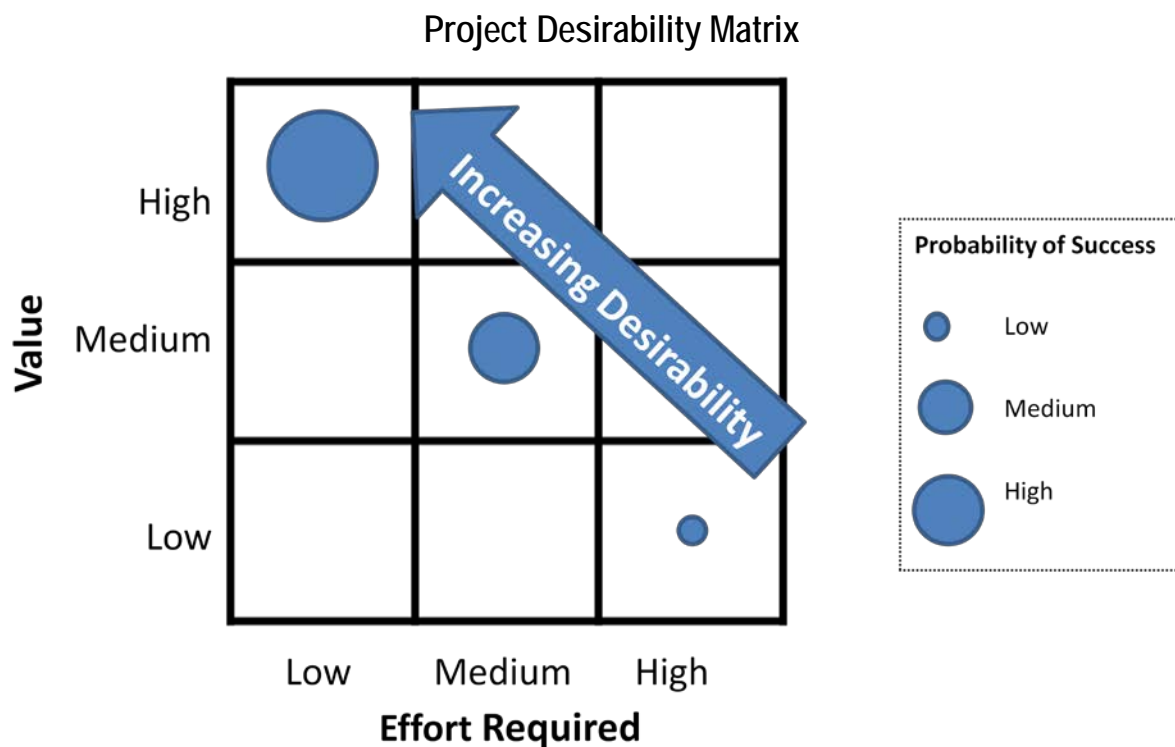 Project Desirability Matrix
High
Medium
Low
Value
Increasing Desirability
Low
Medium
High
Effort Required
Probability of Success
Low
Medium
High